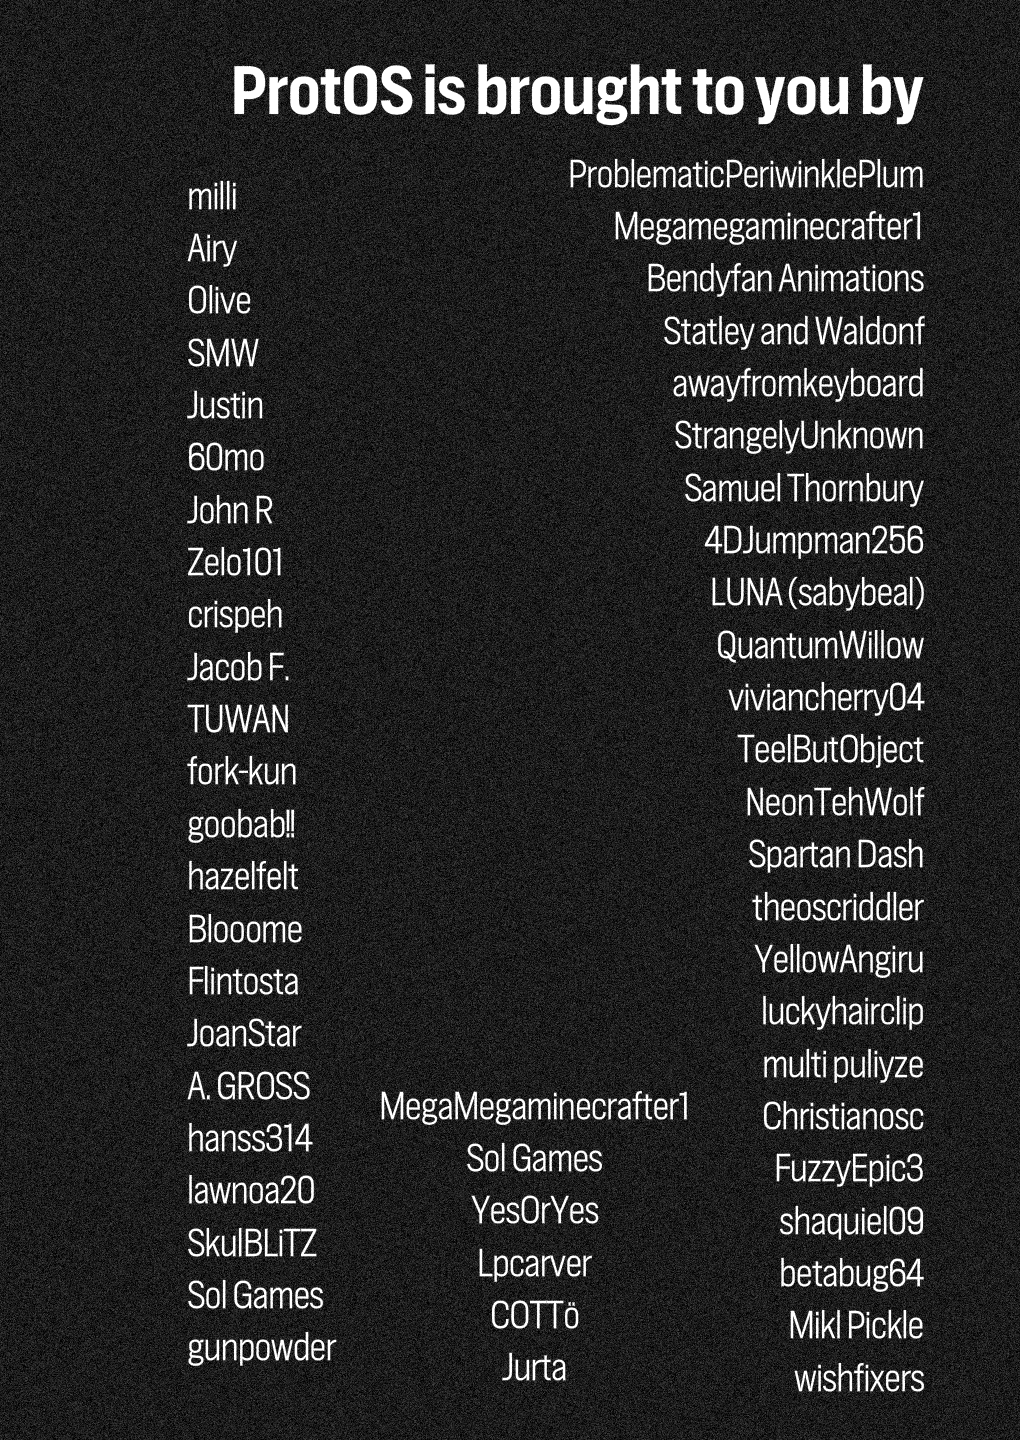 ProtOS is brought to you by
milli
Airy
Olive
SMW
Justin
60mo
John R
Zelo101
crispeh
Jacob F.
TUWAN
fork-kun
goobab!!
hazelfelt
Blooome
Flintosta
JoanStar
A. GROSS
hanss314
lawnoa20
SkulBLiTZ
Sol Games
gunpowder
MegaMegaminecrafter1
Sol Games
YesOrYes
Lpcarver
COTTö
Jurta
ProblematicPeriwinklePlum
Megamegaminecrafter1
Bendyfan Animations
Statley and Waldonf
awayfromkeyboard
StrangelyUnknown
Samuel Thornbury
4DJumpman256
LUNA (sabybeal)
QuantumWillow
viviancherry04
TeelButObject
NeonTehWolf
Spartan Dash
theoscriddler
YellowAngiru
luckyhairclip
multi puliyze
Christianosc
FuzzyEpic3
shaquiel09
betabug64
Mikl Pickle
wishfixers